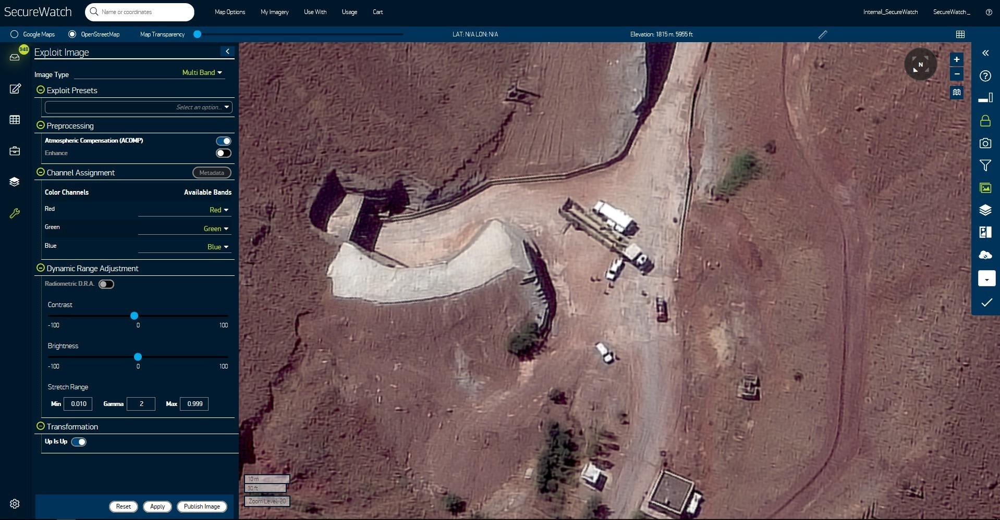 SecureWatch
Name or coordinates
Map Options
My Imagery
Use With
Usage
Cart
Internal_SecureWatch
SecureWatch _
Google Maps
OpenStreetMap
Map Transparency
LAT: N/A LON: N/A
Elevation: 1815 m, 5955 ft
948
Exploit Image
N
Image Type
Multi Band
Exploit Presets
Select an option...
Preprocessing
Atmospheric Compensation (ACOMP)
Enhance
Channel Assignment
Metadata
Color Channels
Available Bands
Red
Red
Green
Green
Blue
Blue
Dynamic Range Adjustment
Radiometric D.R.A.
Contrast
-100 0 100
Brightness
-100 0 100
Stretch Range
Min 0.010 Gamma 2 Max 0.999
Transformation
Up Is Up
10 m
30 ft
Zoom Level: 20
Reset
Apply
Publish Image